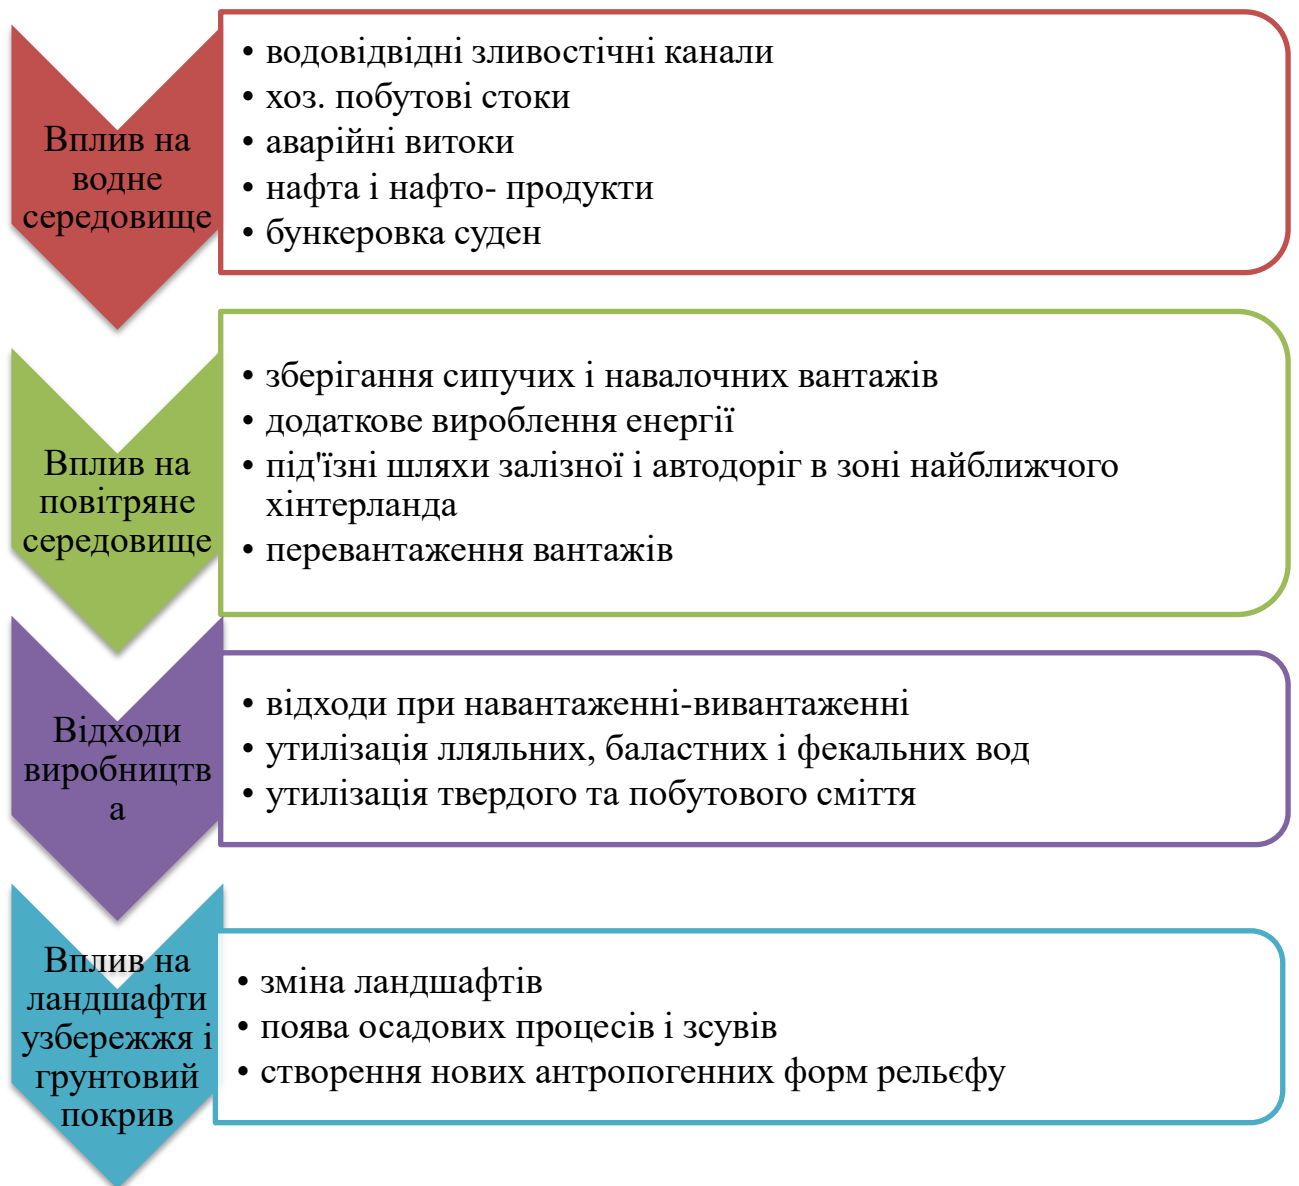 Вплив на
водне
середовище
• водовідвідні зливостічні канали
• хоз. побутові стоки
• аварійні витоки
• нафта і нафто- продукти
• бункеровка суден
Вплив на
повітряне
середовище
• зберігання сипучих і навалочних вантажів
• додаткове вироблення енергії
• під'їзні шляхи залізної і автодоріг в зоні найближчого
хінтерланда
• перевантаження вантажів
Відходи
виробництв
а
• відходи при навантаженні-вивантаженні
• утилізація лляльних, баластних і фекальних вод
• утилізація твердого та побутового сміття
Вплив на
ландшафти
узбережжя і
грунтовий
покрив
• зміна ландшафтів
• поява осадових процесів і зсувів
• створення нових антропогенних форм рельєфу